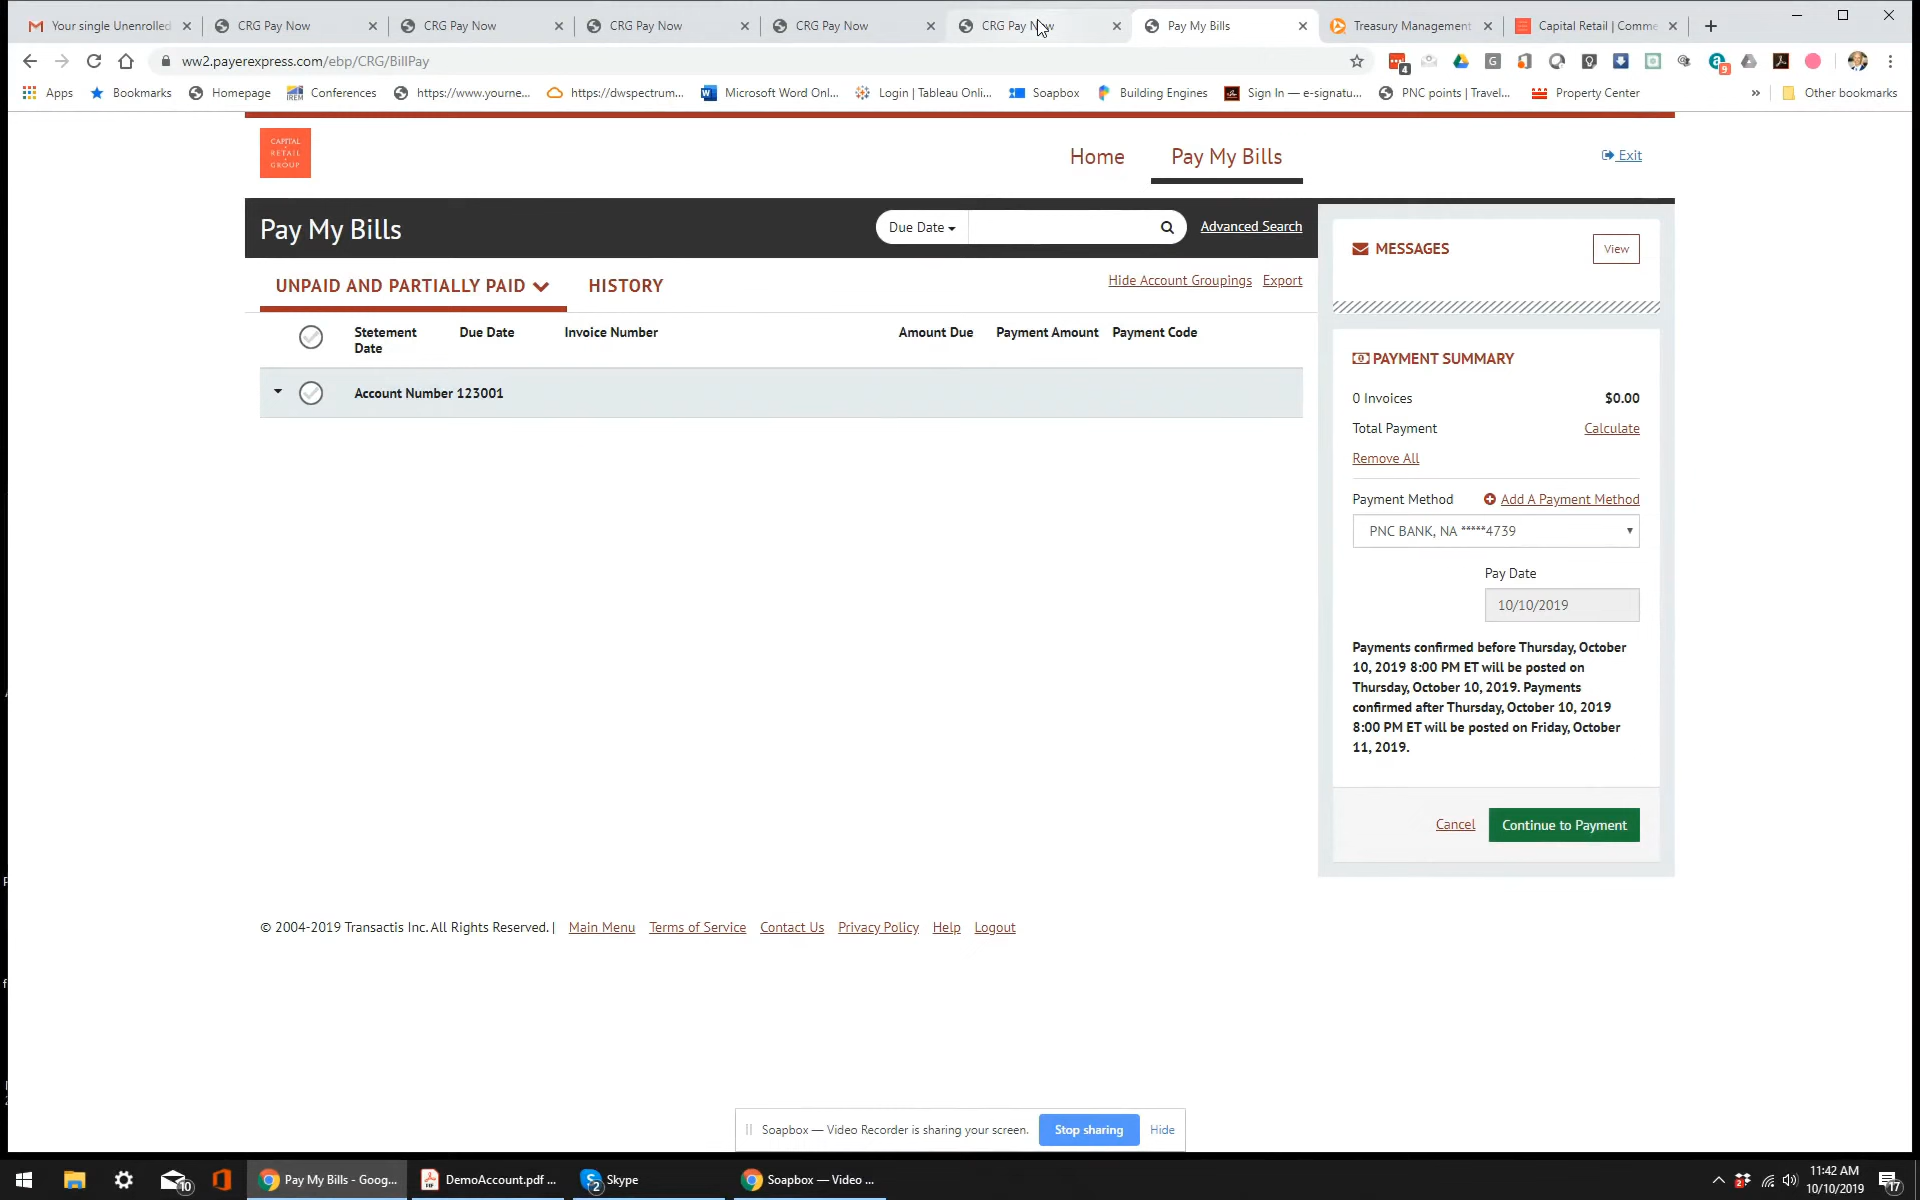 Your single Unenrolled
CRG Pay Now
CRG Pay Now
CRG Pay Now
CRG Pay Now
CRG Pay Now
Pay My Bills
Treasury Management
Capital Retail | Comme
ww2.payerexpress.com/ebp/CRG/BillPay
4
9
Apps
Bookmarks
Homepage
Conferences
https://www.yourne...
https://dwspectrum...
Microsoft Word Onl...
Login | Tableau Onli...
Soapbox
Building Engines
Sign In — e-signatu...
PNC points | Travel...
Property Center
»
Other bookmarks
CAPITAL
RETAIL
GROUP
Home
Pay My Bills
Exit
Pay My Bills
Due Date
Advanced Search
UNPAID AND PARTIALLY PAID
HISTORY
Hide Account Groupings
Export
Stetement
Date
Due Date
Invoice Number
Amount Due
Payment Amount
Payment Code
Account Number 123001
MESSAGES
View
PAYMENT SUMMARY
0 Invoices
$0.00
Total Payment
Calculate
Remove All
Payment Method
Add A Payment Method
PNC BANK, NA *****4739
Pay Date
10/10/2019
Payments confirmed before Thursday, October
10, 2019 8:00 PM ET will be posted on
Thursday, October 10, 2019. Payments
confirmed after Thursday, October 10, 2019
8:00 PM ET will be posted on Friday, October
11, 2019.
Cancel
Continue to Payment
© 2004-2019 Transactis Inc. All Rights Reserved. |
Main Menu
Terms of Service
Contact Us
Privacy Policy
Help
Logout
Soapbox — Video Recorder is sharing your screen.
Stop sharing
Hide
10
Pay My Bills - Goog...
DemoAccount.pdf ...
2
Skype
Soapbox — Video ...
11:42 AM
10/10/2019
17